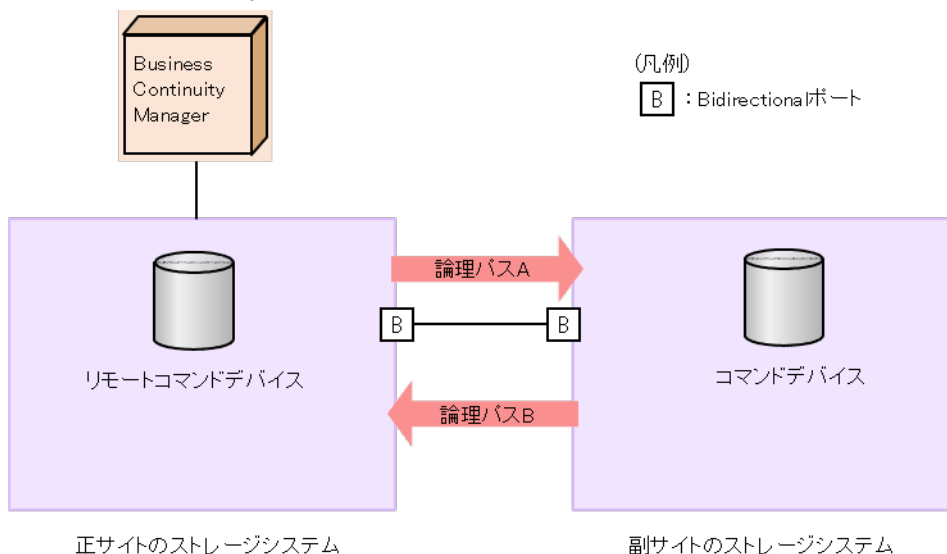 Business
Continuity
Manager
(凡例)
B：Bidirectionalポート
論理パスA
B
B
リモートコマンドデバイス
コマンドデバイス
論理パスB
正サイトのストレージシステム
副サイトのストレージシステム